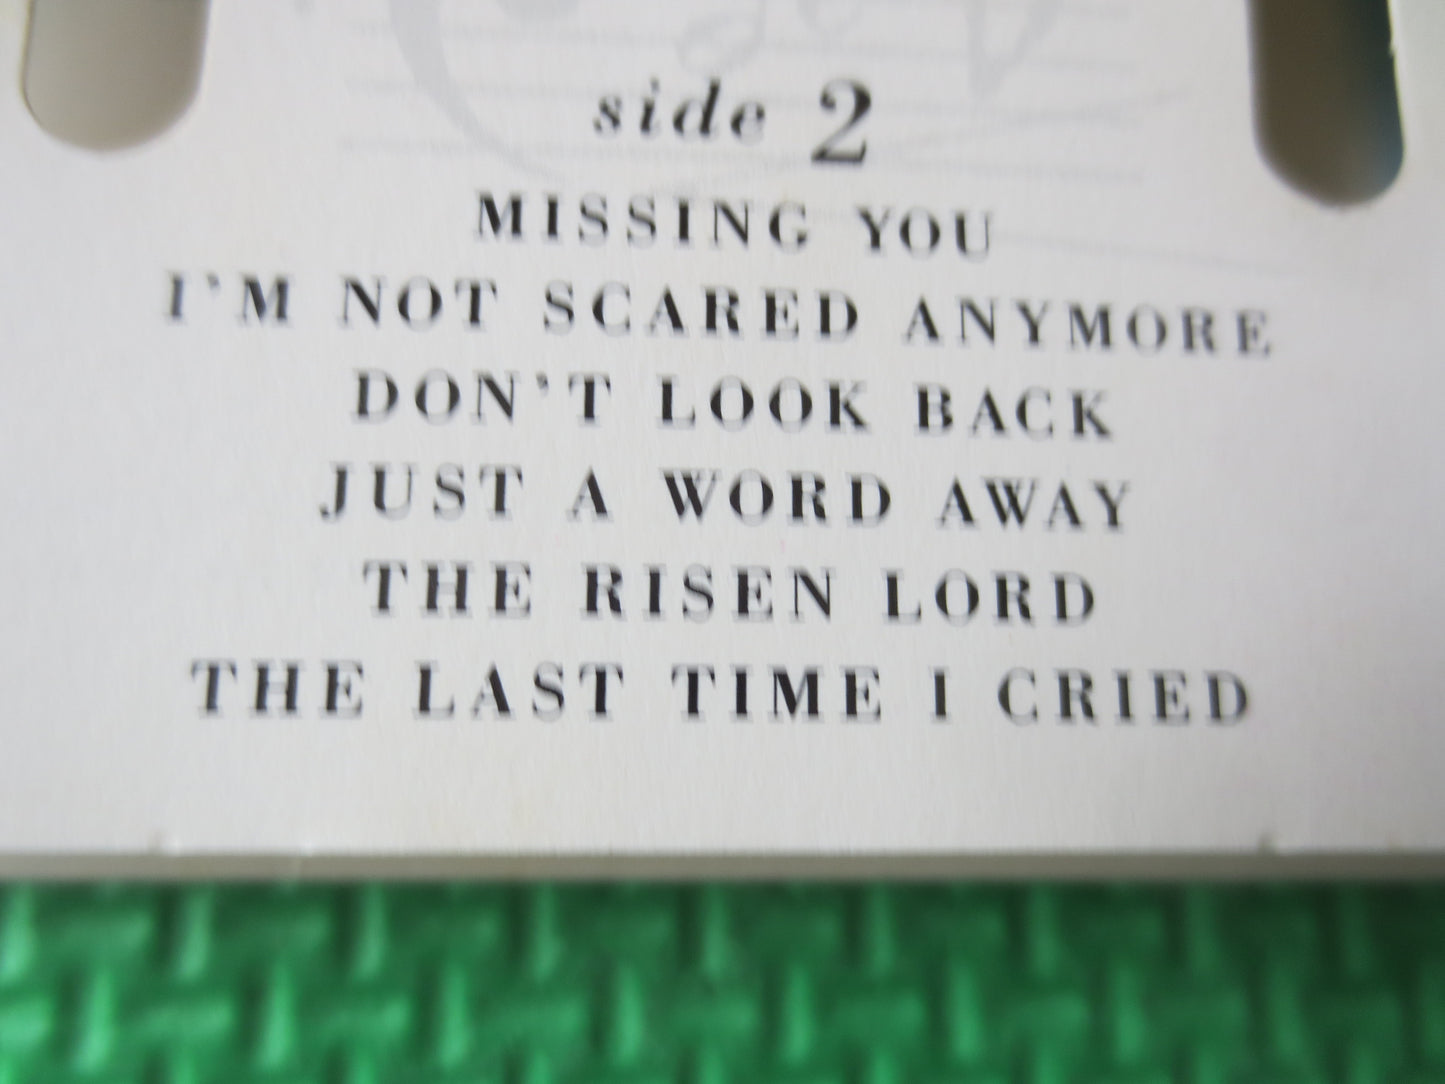 side 2
MISSING YOU
I'M NOT SCARED ANYMORE
DON'T LOOK BACK
JUST A WORD AWAY
THE RISEN LORD
THE LAST TIME I CRIED